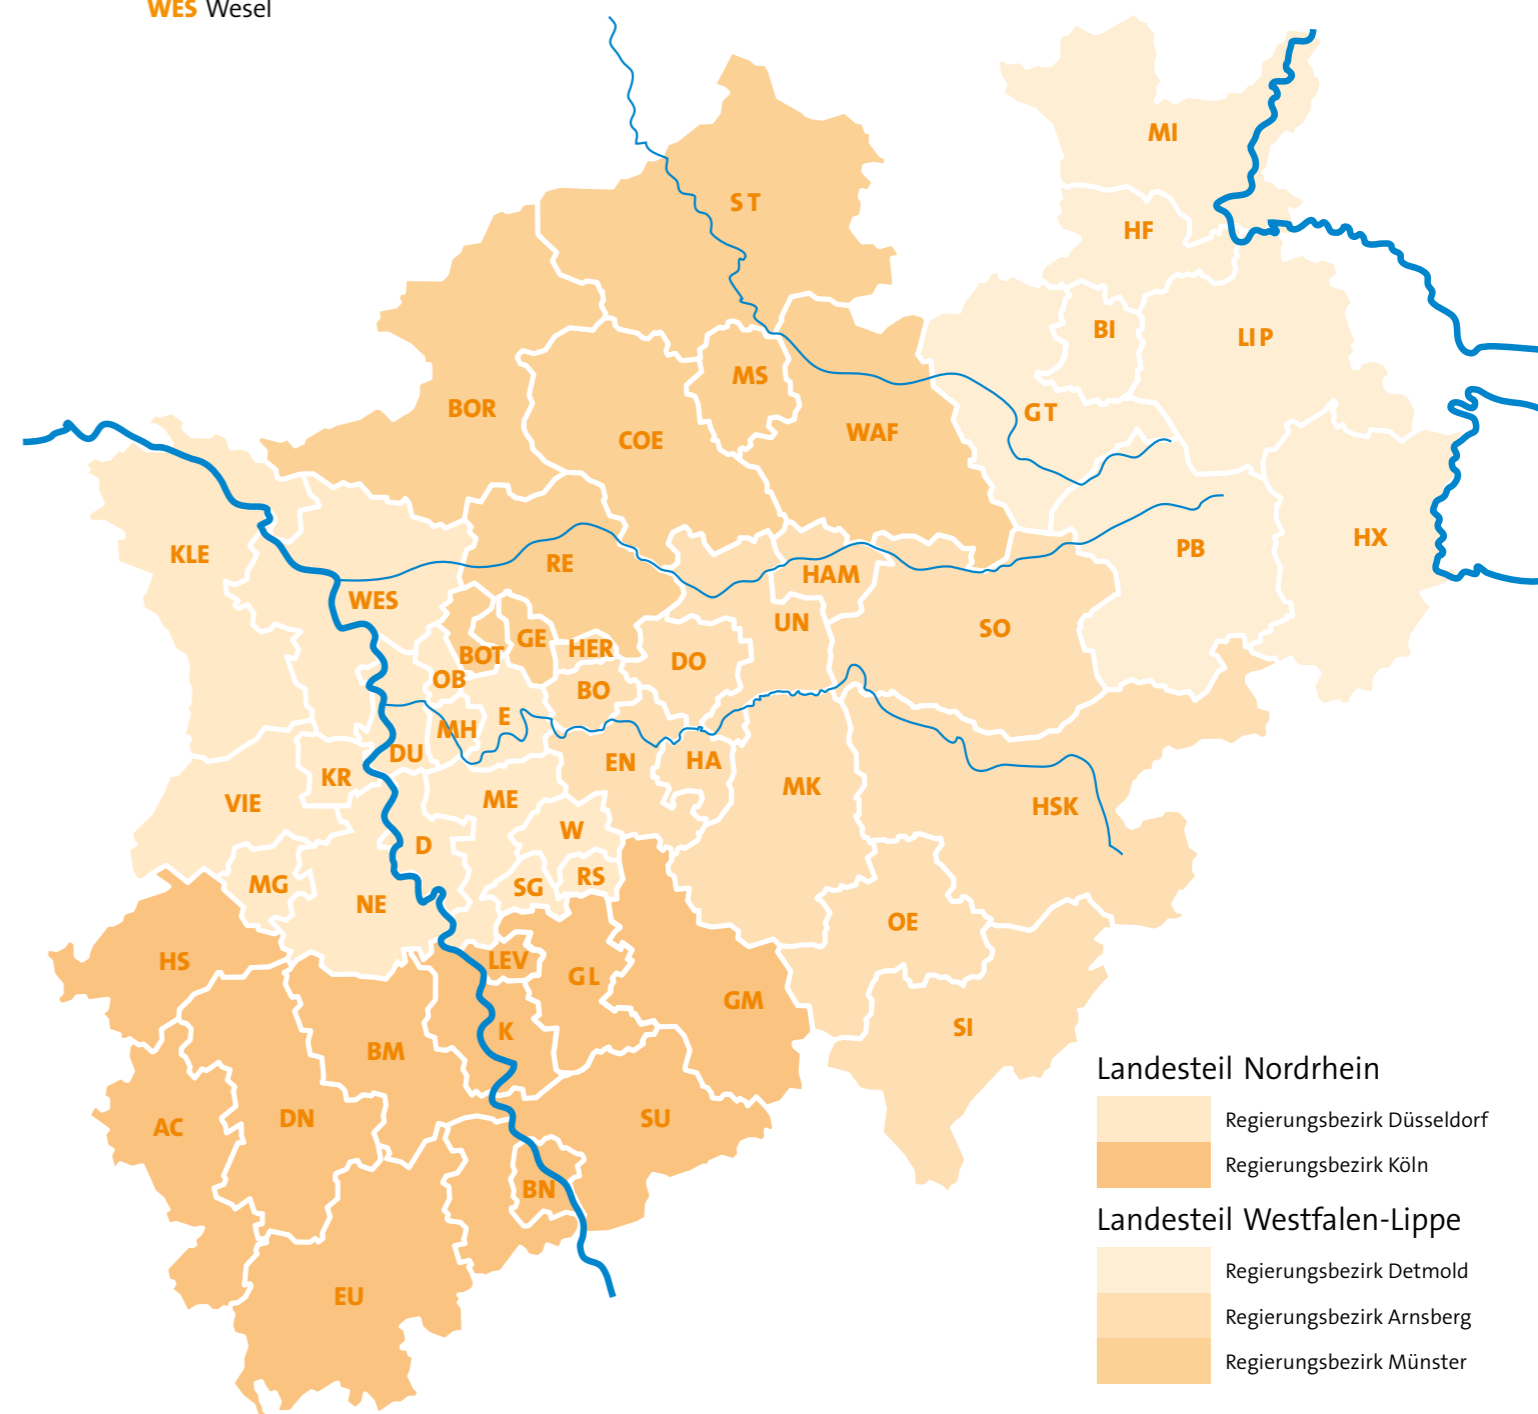 WES Wesel
MI
ST
HF
BI
LIP
MS
BOR
GT
COE
WAF
HX
KLE
PB
RE
HAM
WES
UN
SO
GE
HER
BOT
DO
OB
BO
E
MH
DU
EN
HA
KR
MK
VIE
ME
HSK
W
D
RS
MG
SG
NE
OE
HS
LEV
GL
GM
SI
K
BM
DN
SU
AC
BN
EU
Landesteil Nordrhein
Regierungsbezirk Düsseldorf
Regierungsbezirk Köln
Landesteil Westfalen-Lippe
Regierungsbezirk Detmold
Regierungsbezirk Arnsberg
Regierungsbezirk Münster